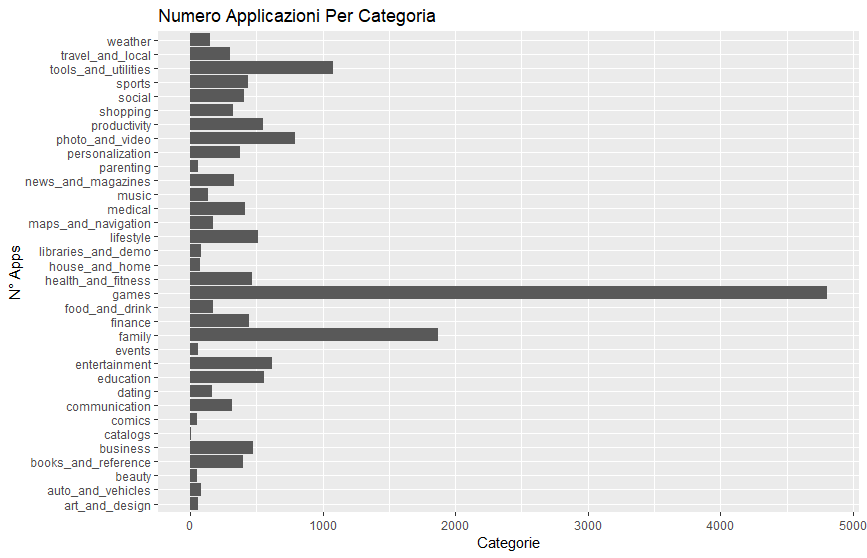 Numero Applicazioni Per Categoria
weather
travel_and_local
tools_and_utilities
sports
social
shopping
productivity
photo_and_video
personalization
parenting
news_and_magazines
music
medical
maps_and_navigation
lifestyle
libraries_and_demo
house_and_home
health_and_fitness
games
food_and_drink
finance
family
events
entertainment
education
dating
communication
comics
catalogs
business
books_and_reference
beauty
auto_and_vehicles
art_and_design
N° Apps
0 1000 2000 3000 4000 5000
Categorie